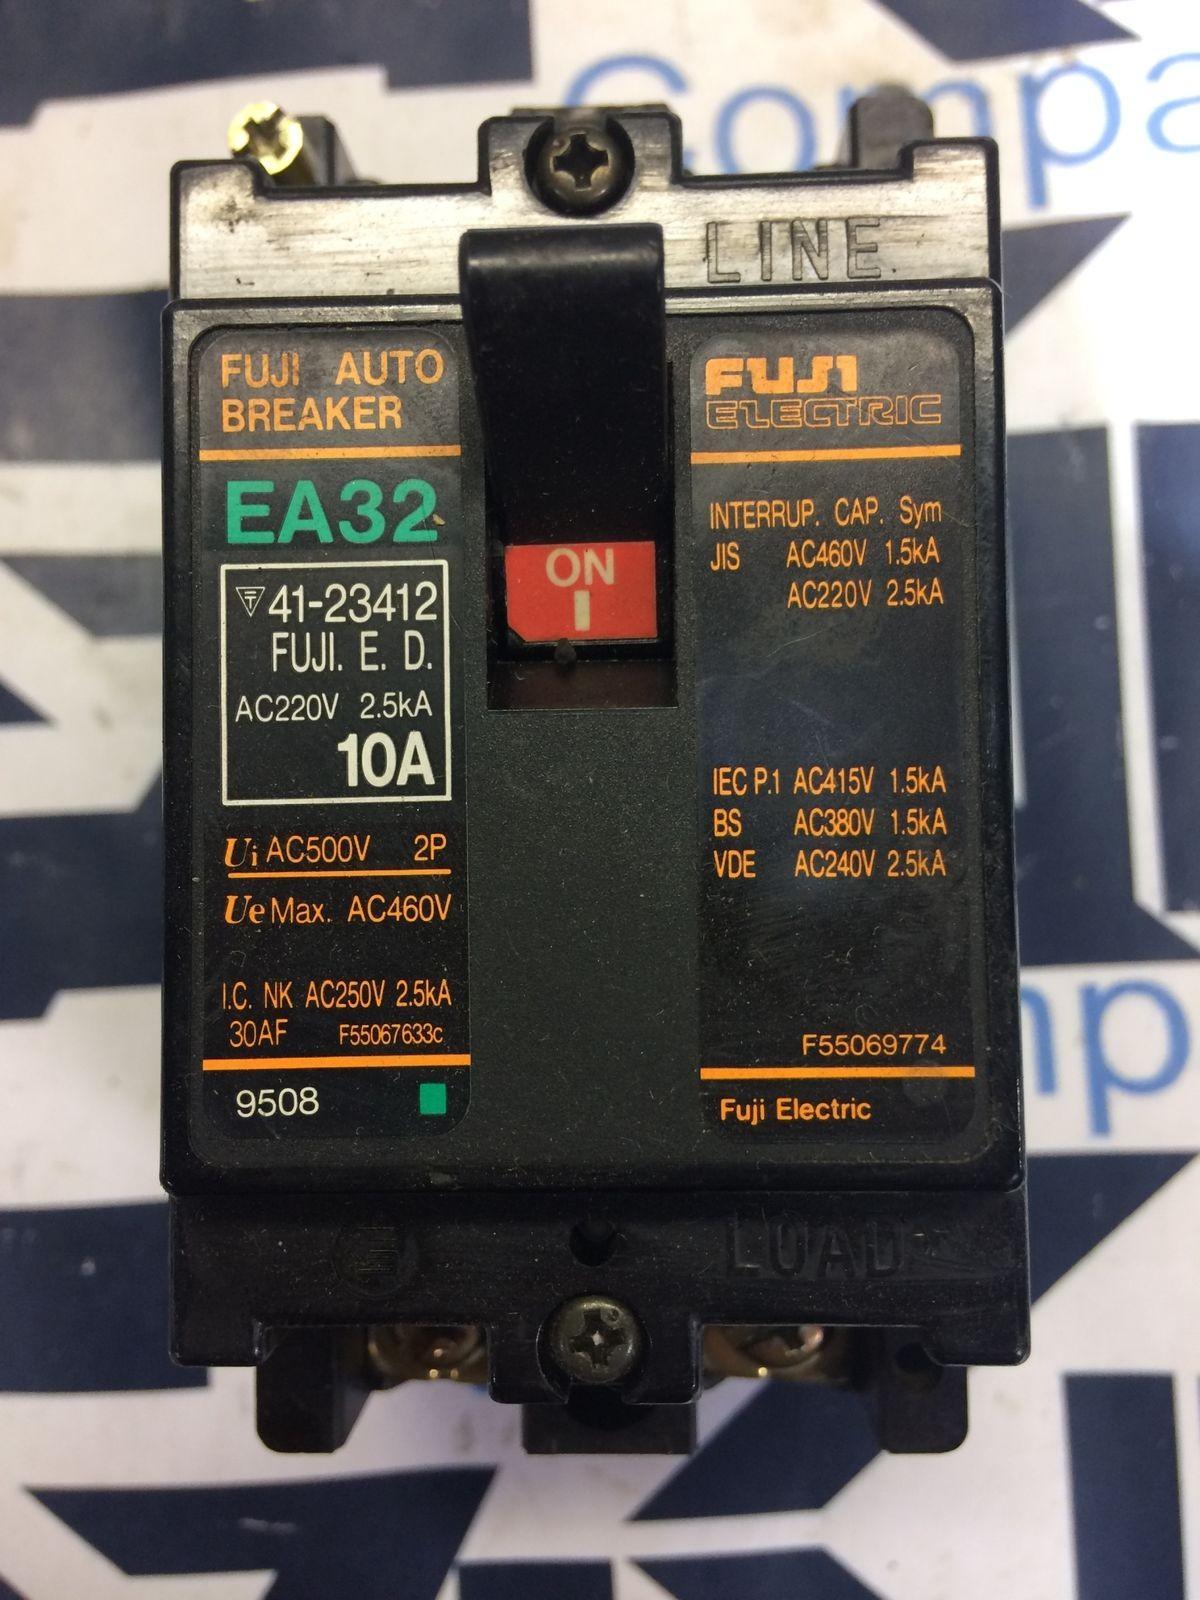 Compa
LINE
FUJI AUTO
BREAKER
EA32
41-23412
FUJI. E. D.
AC220V 2.5kA
10A
Ui AC500V 2P
Ue Max. AC460V
I.C. NK AC250V 2.5kA
30AF F55067633c
9508
ON
I
FUJI
ELECTRIC
INTERRUP. CAP. Sym
JIS AC460V 1.5kA
AC220V 2.5kA
IEC P.1 AC415V 1.5kA
BS AC380V 1.5kA
VDE AC240V 2.5kA
F55069774
Fuji Electric
omp
LOAD